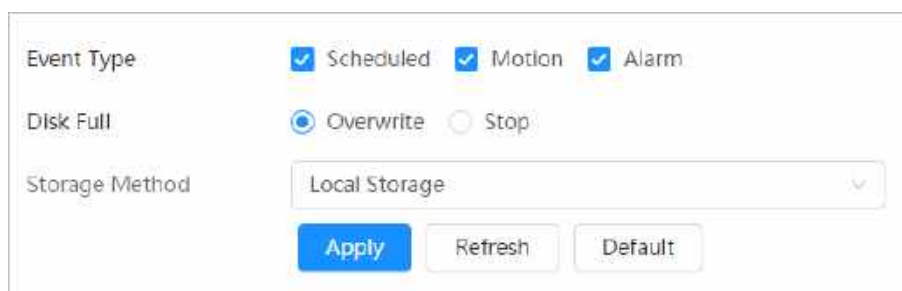 Event Type Scheduled Motion Alarm
Disk Full Overwrite Stop
Storage Method Local Storage
Apply Refresh Default